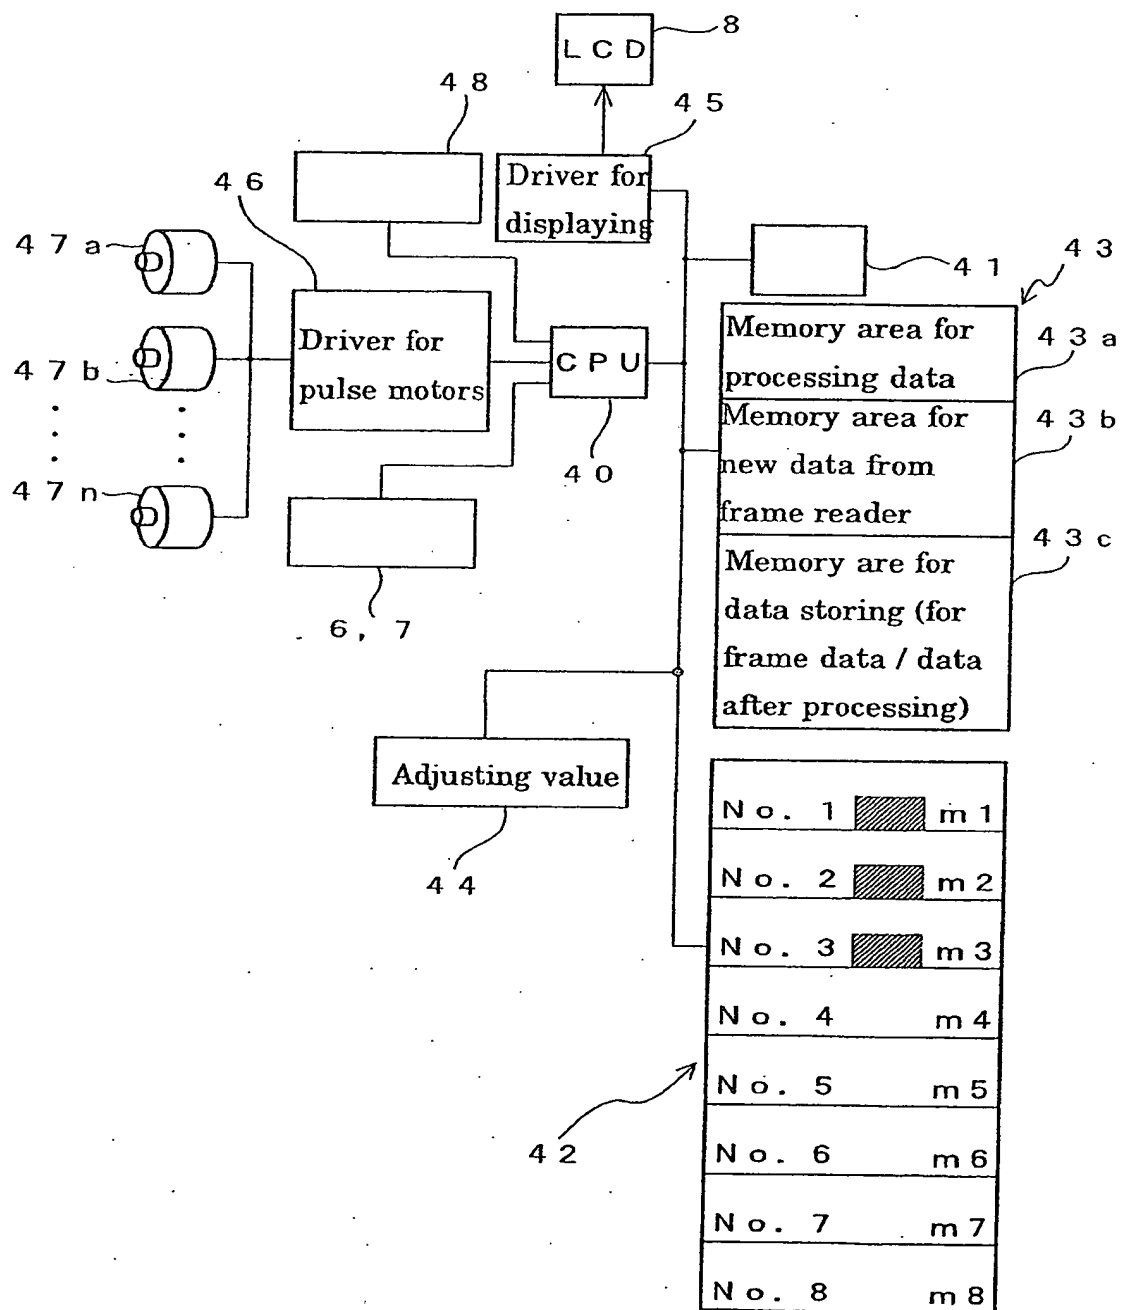 8
LCD
48
45
Driver for
displaying
46
47a
41
43
Memory area for
processing data
43a
Driver for
pulse motors
CPU
47b
Memory area for
new data from
frame reader
43b
40
47n
43c
Memory are for
data storing (for
frame data / data
after processing)
6, 7
Adjusting value
44
No. 1 m1
No. 2 m2
No. 3 m3
No. 4 m4
No. 5 m5
42
No. 6 m6
No. 7 m7
No. 8 m8